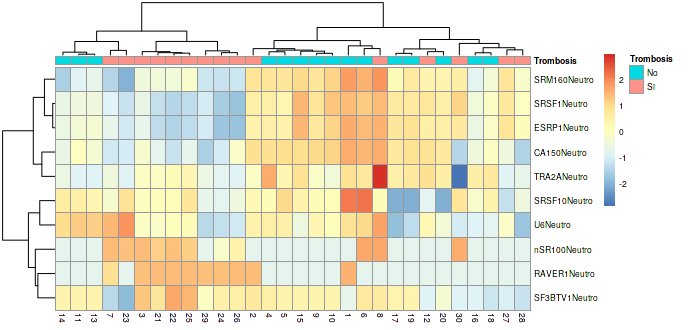 Trombosis
Trombosis
No
SI
SRM160Neutro
SRSF1Neutro
ESRP1Neutro
CA150Neutro
TRA2ANeutro
SRSF10Neutro
U6Neutro
nSR100Neutro
RAVER1Neutro
SF3BTV1Neutro
2
1
0
-1
-2
14 11 13 7 23 3 21 22 25 29 24 26 2 4 5 15 9 10 1 6 8 17 19 12 20 30 16 18 27 28